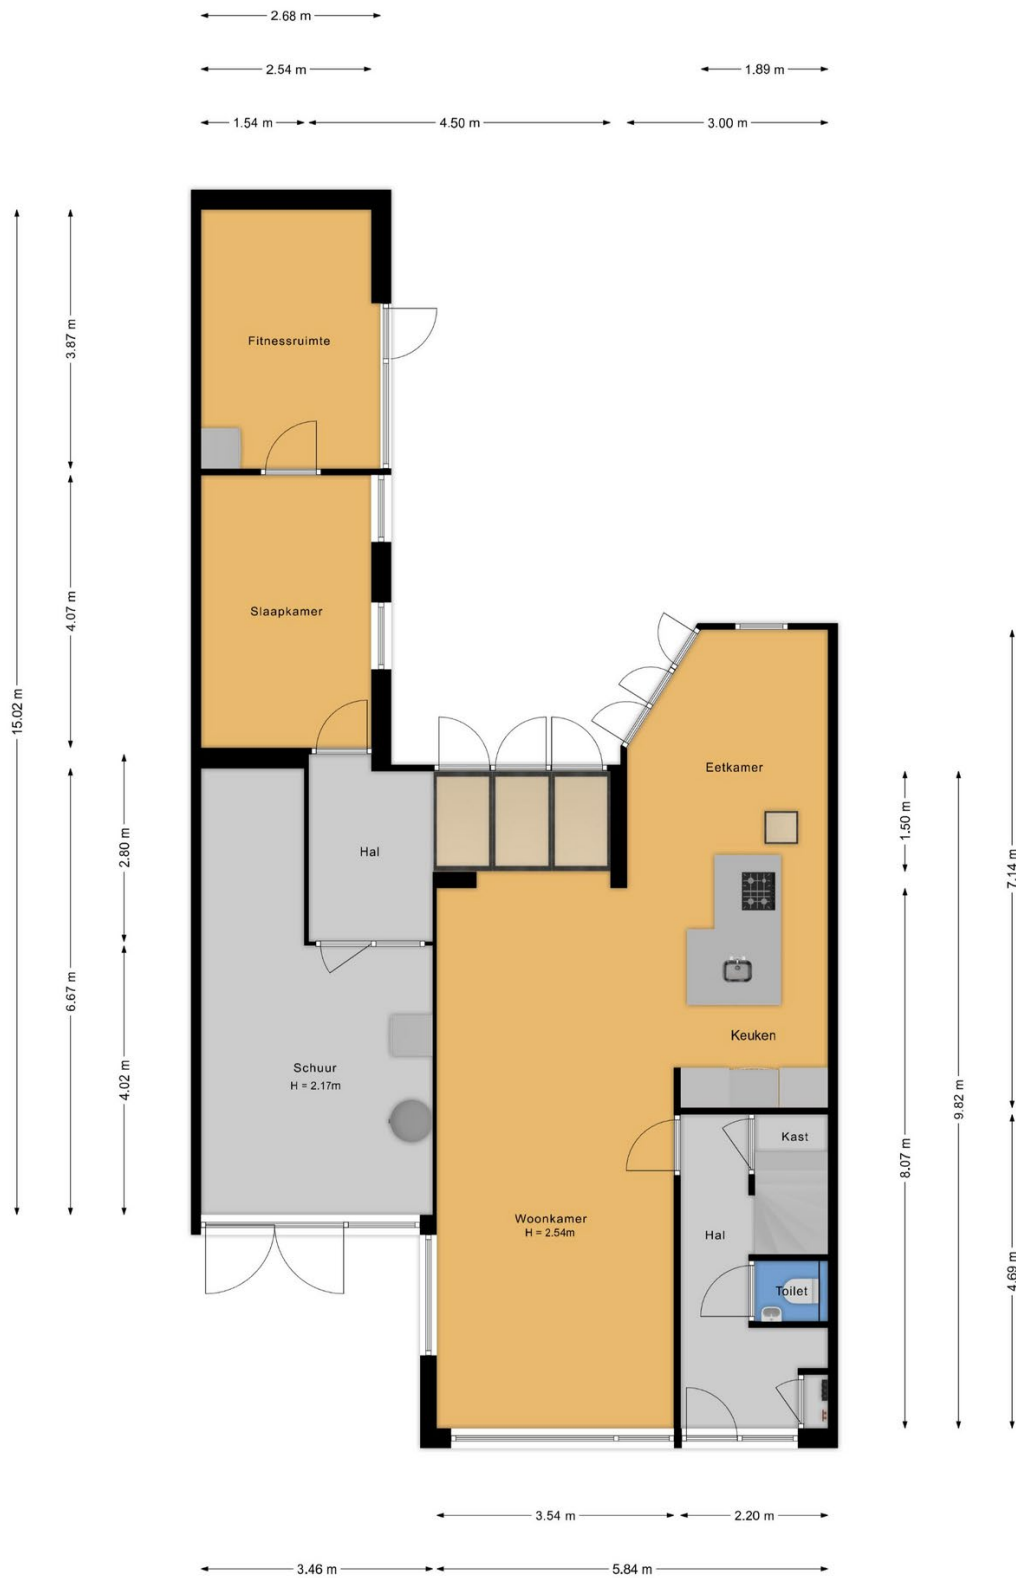 2.68 m
2.54 m
1.89 m
1.54 m
4.50 m
3.00 m
15.02 m
3.87 m
4.07 m
6.67 m
2.80 m
4.02 m
Fitnessruimte
Slaapkamer
Eetkamer
Hal
Keuken
Schuur
H = 2.17m
Kast
Woonkamer
H = 2.54m
Hal
Toilet
1.50 m
8.07 m
9.82 m
7.14 m
4.69 m
3.54 m
2.20 m
3.46 m
5.84 m